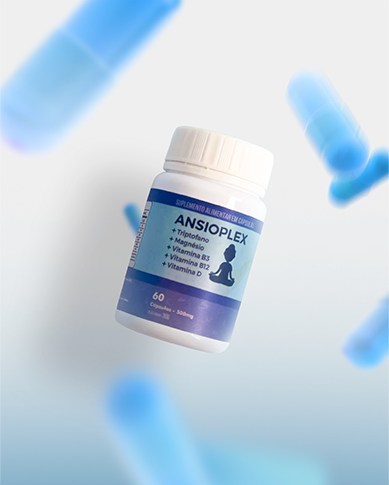 SUPLEMENTO ALIMENTAR EM CÁPSULAS
ANSIOPLEX
+ Triptofano
+ Magnésio
+ Vitamina B3
+ Vitamina B12
+ Vitamina D
60
Cápsulas - 500mg